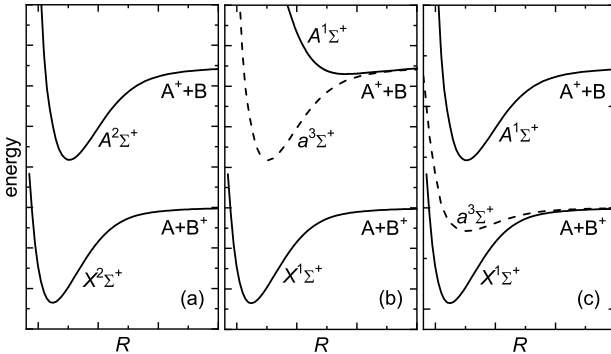 energy
A⁺+B
A²Σ⁺
A+B⁺
X²Σ⁺
(a)
R
A¹Σ⁺
A⁺+B
a³Σ⁺
A+B⁺
X¹Σ⁺
(b)
R
A⁺+B
A¹Σ⁺
a³Σ⁺
A+B⁺
X¹Σ⁺
(c)
R